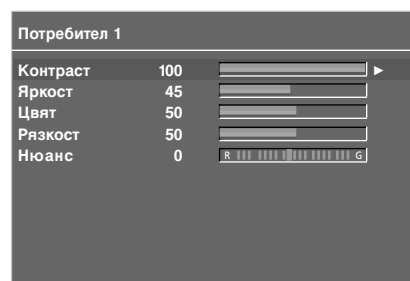 Потребител 1
Контраст 100
Яркост 45
Цвят 50
Рязкост 50
Нюанс 0 R G